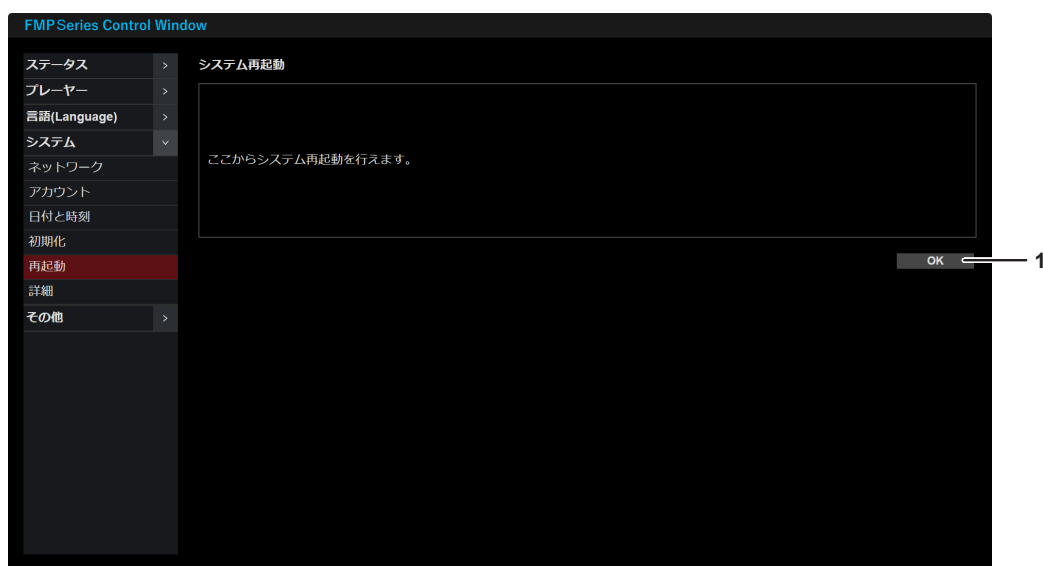 FMP Series Control Window
ステータス
プレーヤー
言語(Language)
システム
ネットワーク
アカウント
日付と時刻
初期化
再起動
詳細
その他
システム再起動
ここからシステム再起動を行えます。
OK
1